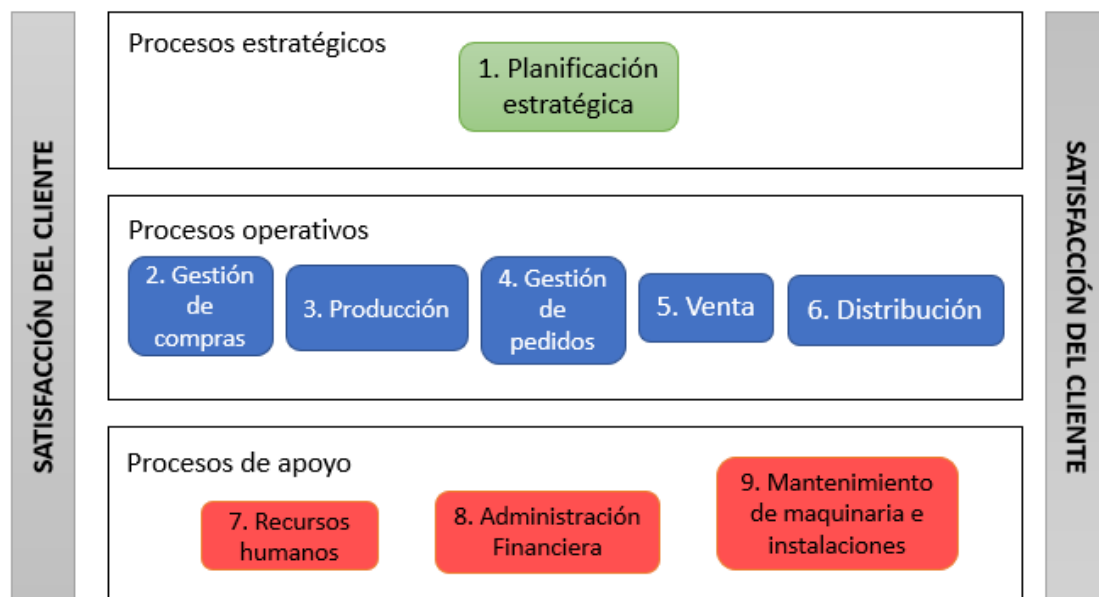 SATISFACCIÓN DEL CLIENTE
Procesos estratégicos
1. Planificación
estratégica
Procesos operativos
2. Gestión
de
compras
3. Producción
4. Gestión
de
pedidos
5. Venta
6. Distribución
Procesos de apoyo
7. Recursos
humanos
8. Administración
Financiera
9. Mantenimiento
de maquinaria e
instalaciones
SATISFACCIÓN DEL CLIENTE